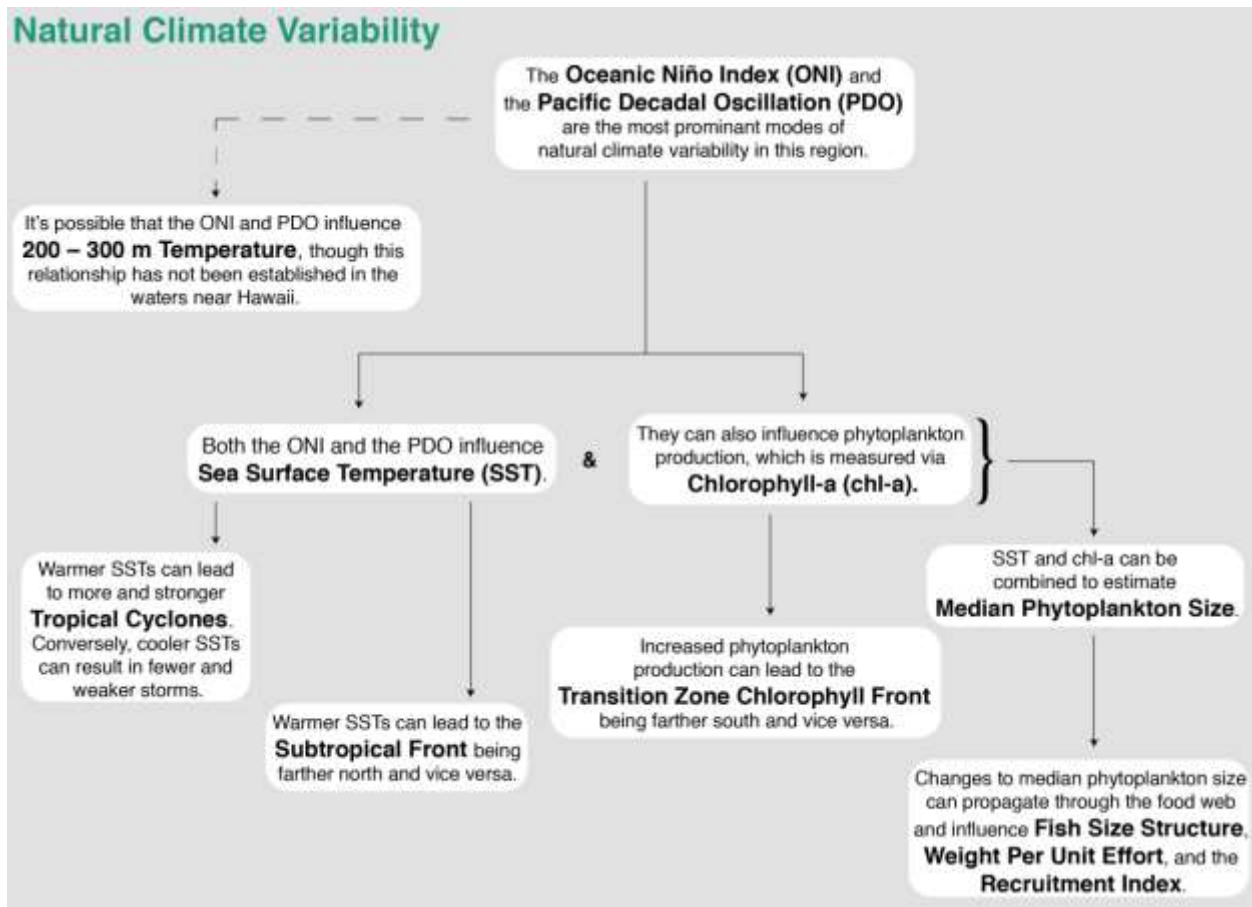 Natural Climate Variability
The Oceanic Niño Index (ONI) and
the Pacific Decadal Oscillation (PDO)
are the most prominant modes of
natural climate variability in this region.
It's possible that the ONI and PDO influence
200 – 300 m Temperature, though this
relationship has not been established in the
waters near Hawaii.
Both the ONI and the PDO influence
Sea Surface Temperature (SST).
&
They can also influence phytoplankton
production, which is measured via
Chlorophyll-a (chl-a).
Warmer SSTs can lead
to more and stronger
Tropical Cyclones.
Conversely, cooler SSTs
can result in fewer and
weaker storms.
Warmer SSTs can lead to the
Subtropical Front being
farther north and vice versa.
Increased phytoplankton
production can lead to the
Transition Zone Chlorophyll Front
being farther south and vice versa.
SST and chl-a can be
combined to estimate
Median Phytoplankton Size.
Changes to median phytoplankton size
can propagate through the food web
and influence Fish Size Structure,
Weight Per Unit Effort, and the
Recruitment Index.